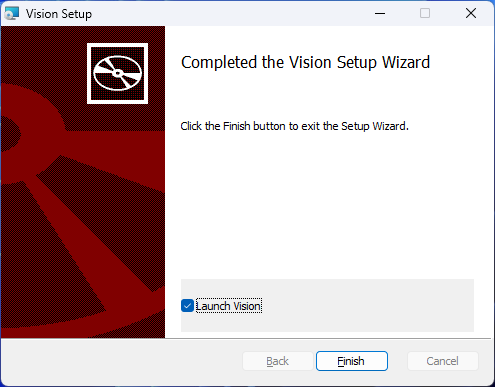 Vision Setup
Completed the Vision Setup Wizard
Click the Finish button to exit the Setup Wizard.
Launch Vision
Back Finish Cancel